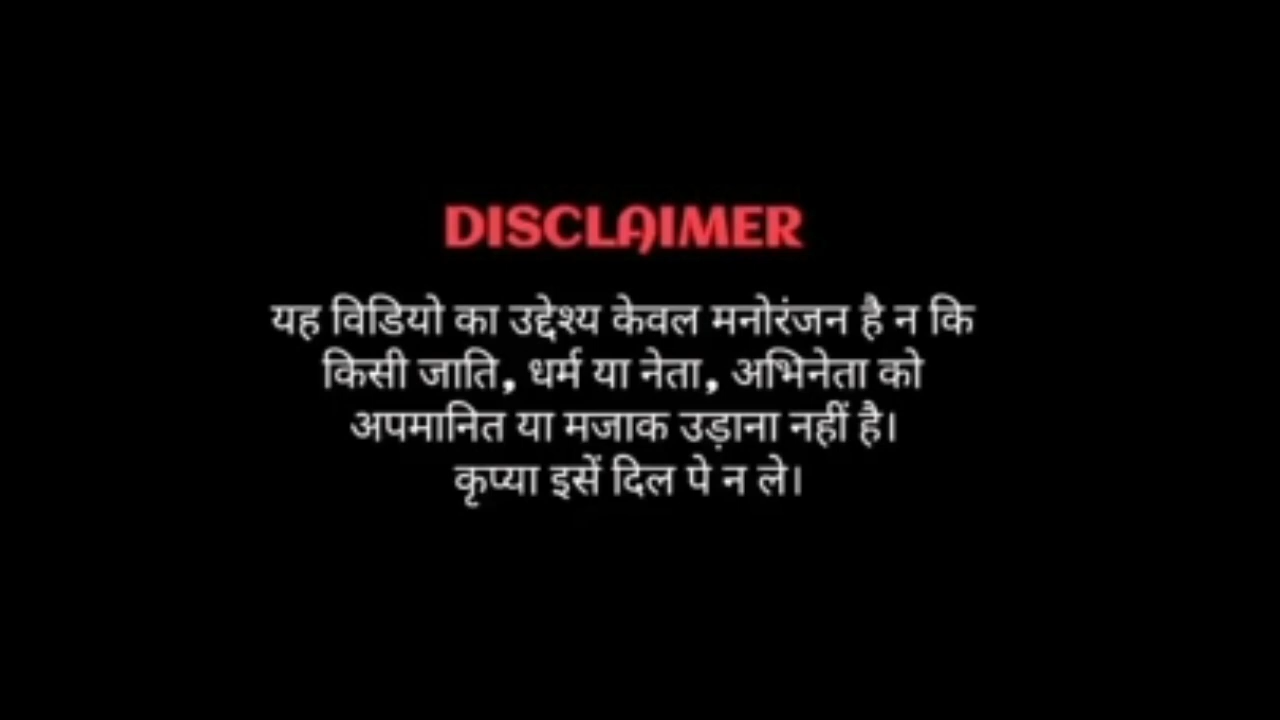 DISCLAIMER
यह विडियो का उद्देश्य केवल मनोरंजन है न कि
किसी जाति, धर्म या नेता, अभिनेता को
अपमानित या मजाक उड़ाना नहीं है।
कृप्या इसें दिल पे न ले।